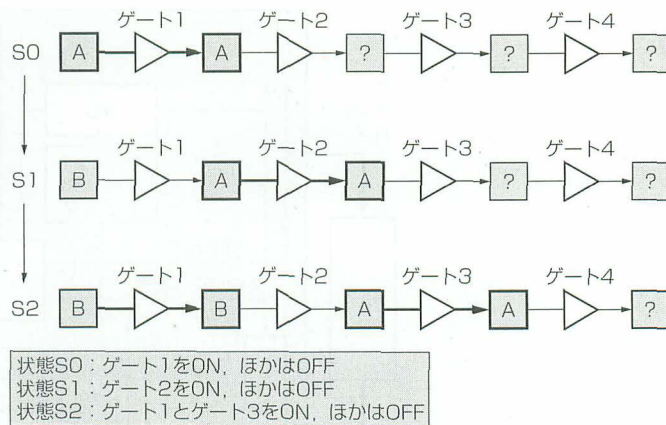 ゲート1 ゲート2 ゲート3 ゲート4
S0 A A ? ? ?
ゲート1 ゲート2 ゲート3 ゲート4
S1 B A A ? ?
ゲート1 ゲート2 ゲート3 ゲート4
S2 B B A A ?
状態S0：ゲート1をON，ほかはOFF
状態S1：ゲート2をON，ほかはOFF
状態S2：ゲート1とゲート3をON，ほかはOFF